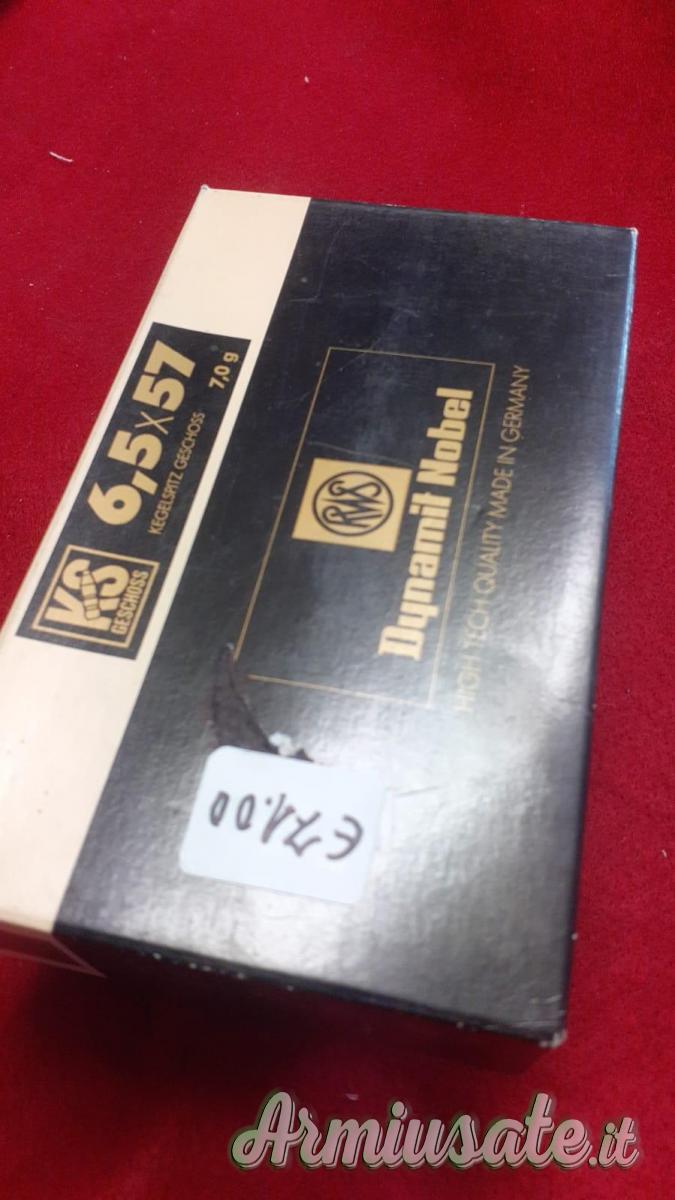 KS
GESCHOSS
6,5x57
KEGELSPITZ GESCHOSS
7,0 g
RWS
Dynamit Nobel
HIGH TECH QUALITY MADE IN GERMANY
€71.00
Armiusate.it